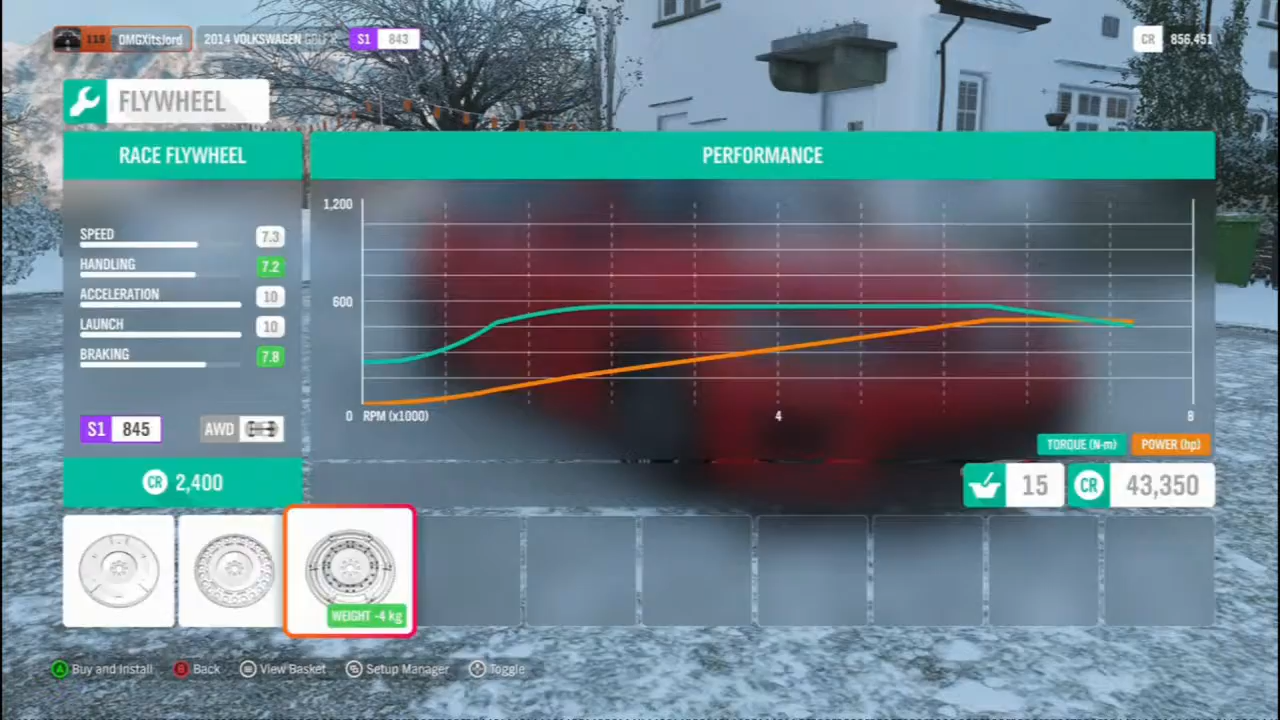 119 DMGXitsJord 2014 VOLKSWAGEN GOLF R S1 843 CR 856,451
FLYWHEEL
RACE FLYWHEEL
PERFORMANCE
SPEED 7.3
HANDLING 7.2
ACCELERATION 10
LAUNCH 10
BRAKING 7.8
S1 845 AWD
CR 2,400
1,200
600
0 RPM (x1000) 4 8
TORQUE (N-m) POWER (bp)
15 CR 43,350
WEIGHT -4 kg
A Buy and Install B Back View Basket Setup Manager Toggle